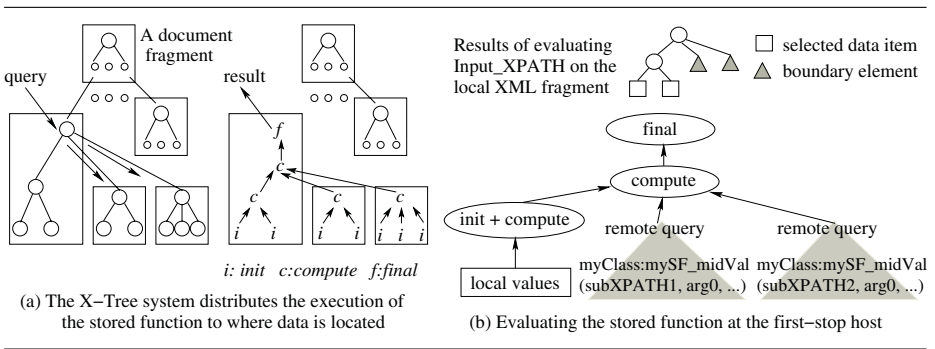 A document
fragment
query
result
f
c
c
c
c
i
i
i
i
i
i
i
i: init c:compute f:final
(a) The X−Tree system distributes the execution of
the stored function to where data is located
Results of evaluating
Input_XPATH on the
local XML fragment
selected data item
boundary element
final
compute
init + compute
remote query
remote query
local values
myClass:mySF_midVal
(subXPATH1, arg0, ...)
myClass:mySF_midVal
(subXPATH2, arg0, ...)
(b) Evaluating the stored function at the first−stop host